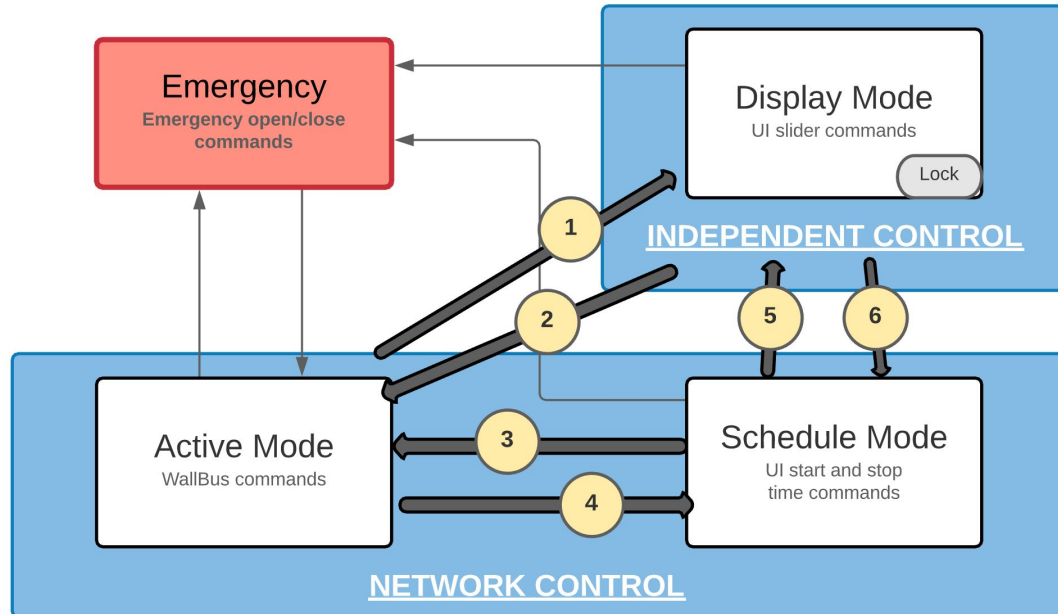 Emergency
Emergency open/close
commands
Display Mode
UI slider commands
Lock
INDEPENDENT CONTROL
1
2
5
6
Active Mode
WallBus commands
3
4
Schedule Mode
UI start and stop
time commands
NETWORK CONTROL